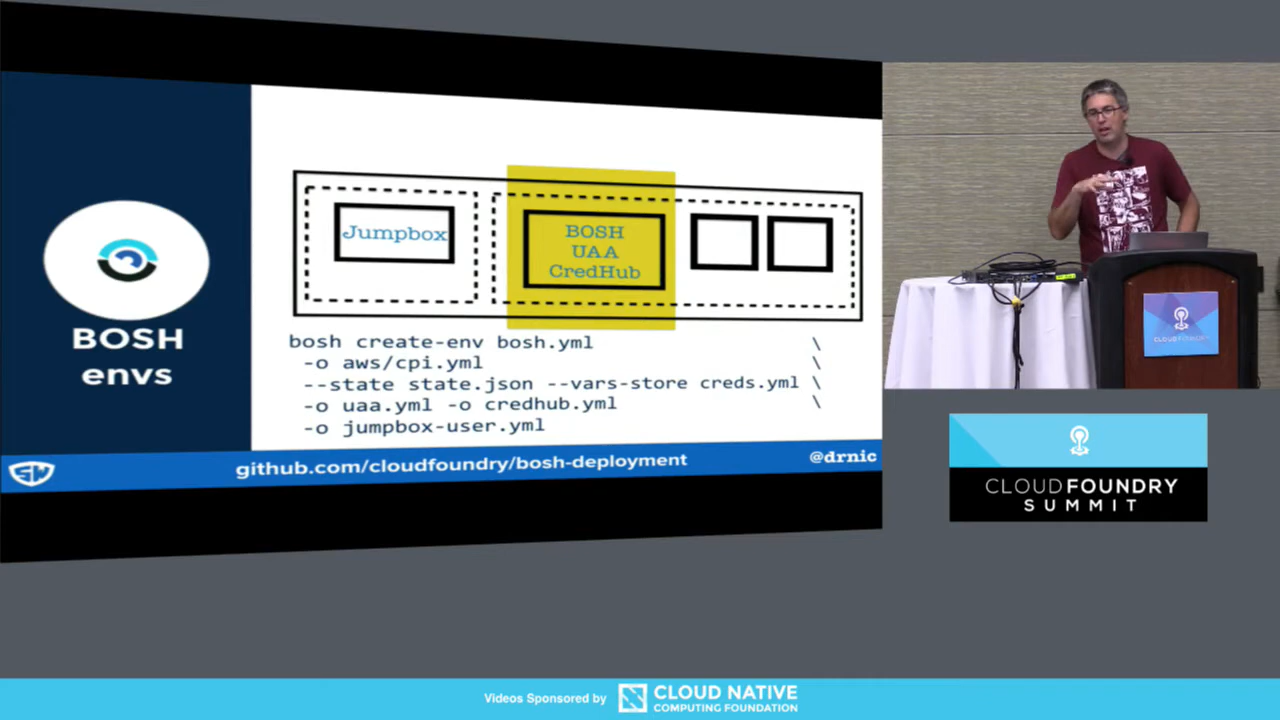 Jumpbox
BOSH
UAA
CredHub
BOSH
envs
bosh create-env bosh.yml \
-o aws/cpi.yml \
--state state.json --vars-store creds.yml \
-o uaa.yml -o credhub.yml \
-o jumpbox-user.yml
github.com/cloudfoundry/bosh-deployment
@drnic
CLOUD FOUNDRY
CLOUD FOUNDRY
SUMMIT
Videos Sponsored by
CLOUD NATIVE
COMPUTING FOUNDATION